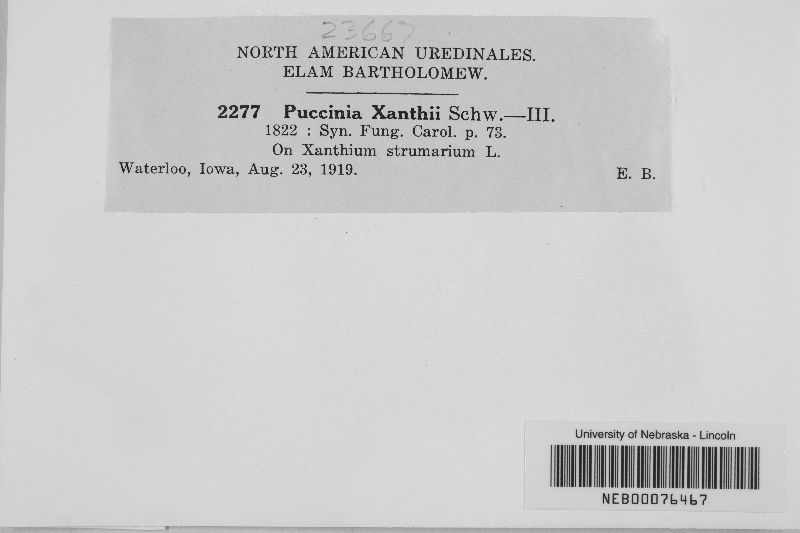 23667
NORTH AMERICAN UREDINALES.
ELAM BARTHOLOMEW.
2277 Puccinia Xanthii Schw.—III.
1822 : Syn. Fung. Carol. p. 73.
On Xanthium strumarium L.
Waterloo, Iowa, Aug. 23, 1919. E. B.
University of Nebraska - Lincoln
NEB00076467